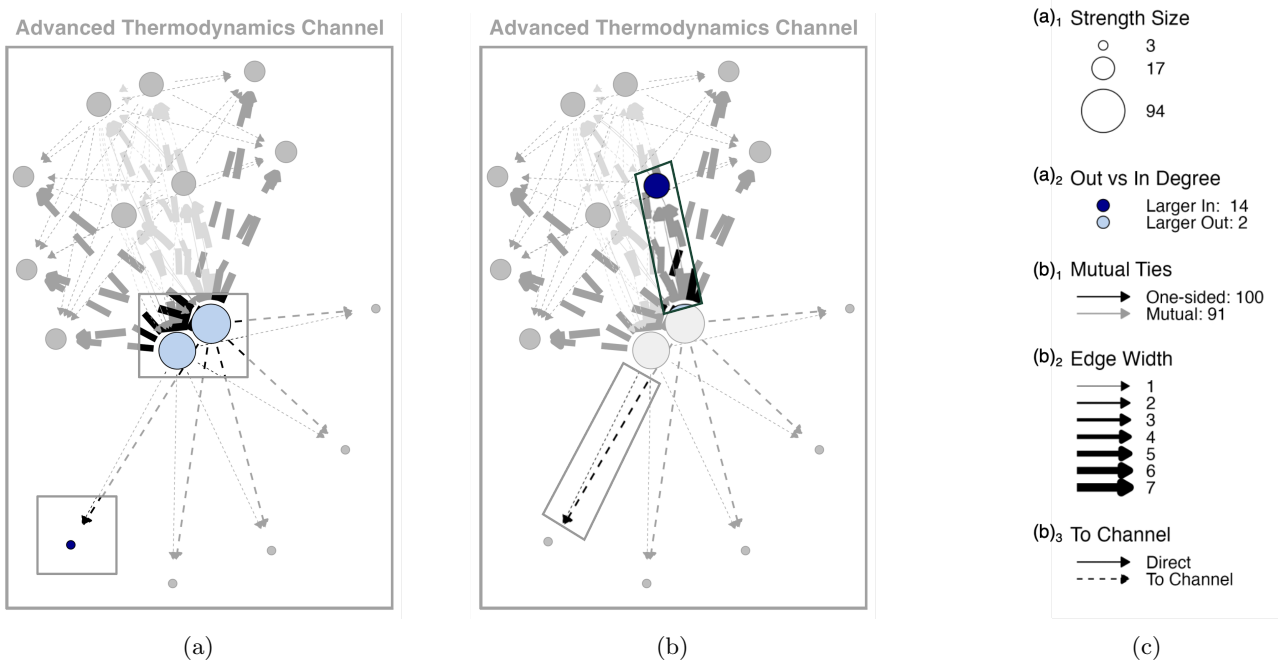 Advanced Thermodynamics Channel
Advanced Thermodynamics Channel
(a)1 Strength Size
3
17
94
(a)2 Out vs In Degree
Larger In: 14
Larger Out: 2
(b)1 Mutual Ties
One-sided: 100
Mutual: 91
(b)2 Edge Width
1
2
3
4
5
6
7
(b)3 To Channel
Direct
To Channel
(a)
(b)
(c)